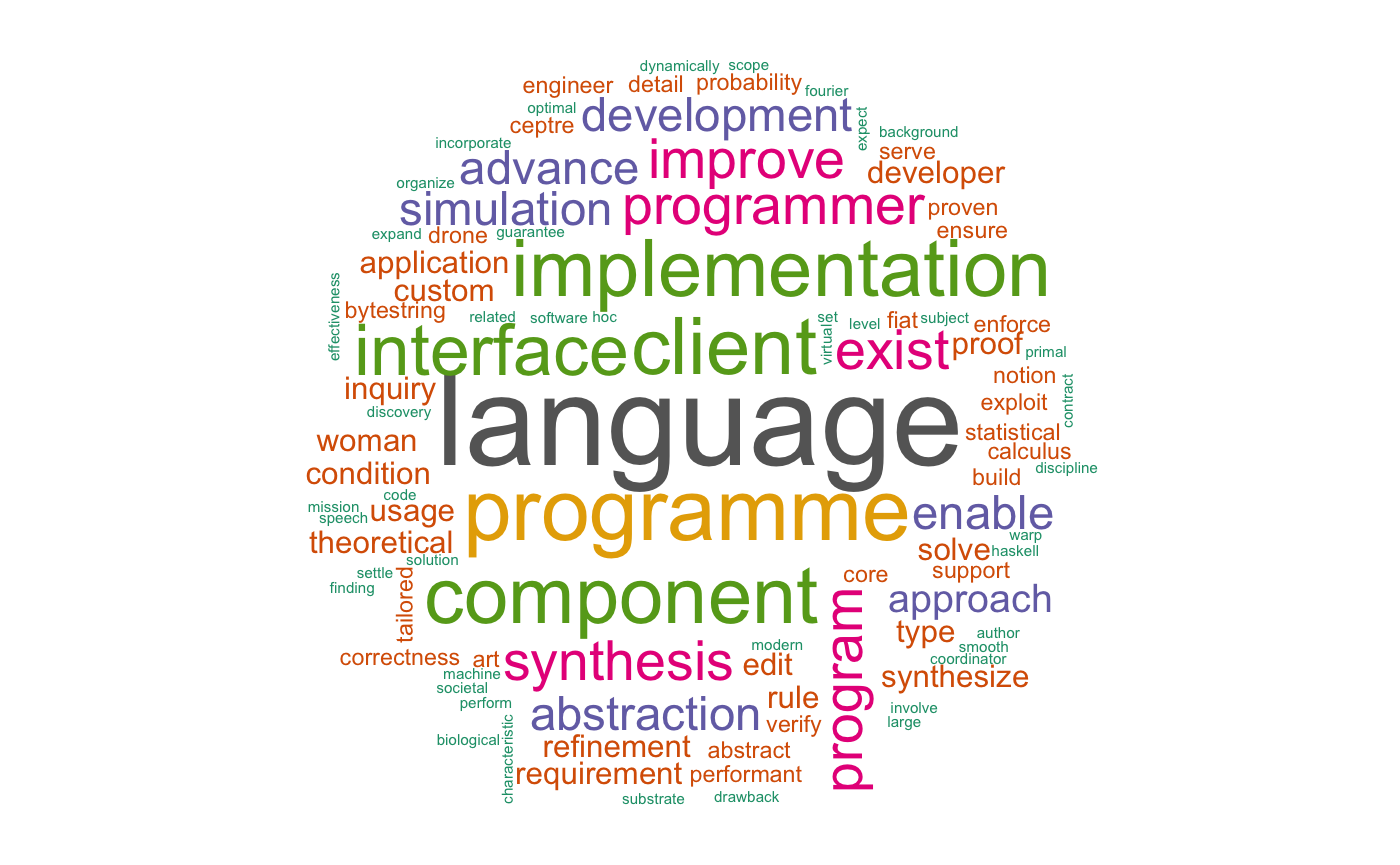 dynamically scope
engineer detail probability fourier
optimal development
ceptre expect background
incorporate improve serve
advance developer
organize simulation programmer proven
expand drone guarantee ensure
application implementation
custom
effectiveness bytestring related software hoc set level fiat subject enforce
interface client virtual exist proof primal
inquiry notion
discovery language exploit contract
woman statistical
condition calculus
build discipline
code
mission usage programme enable
speech
theoretical warp
solution solve haskell
settle core support
finding tailored component approach
program type author
smooth
correctness art synthesis modern edit coordinator
machine synthesize
societal rule
perform abstraction verify involve
biological characteristic large
refinement abstract
requirement performant
substrate drawback